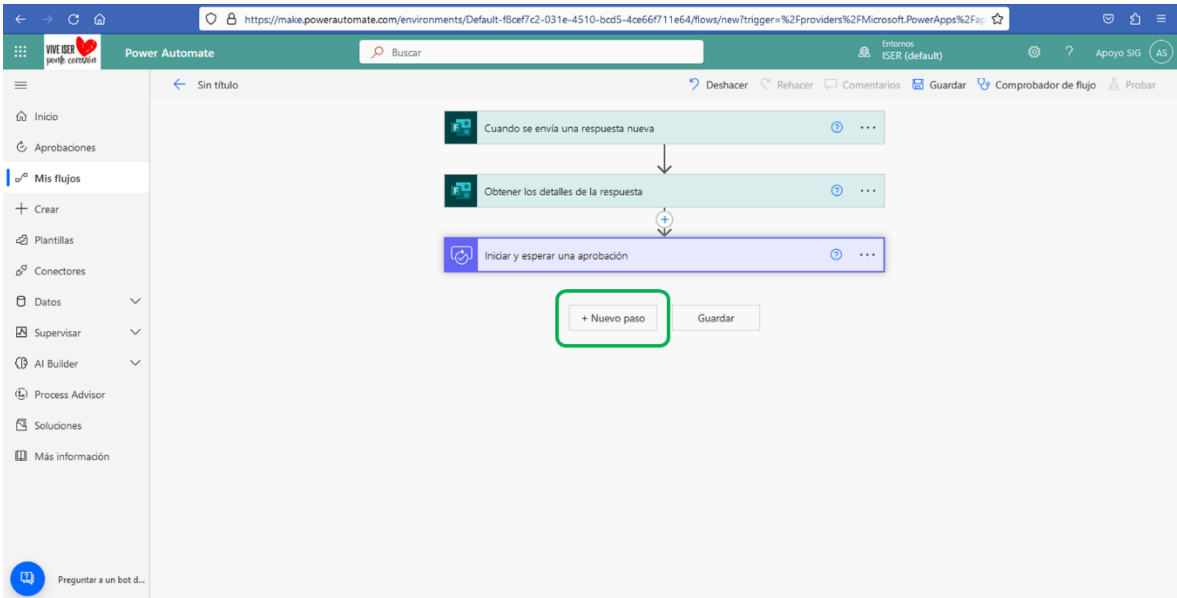 https://make.powerautomate.com/environments/Default-f8cef7c2-031e-4510-bcd5-4ce66f711e64/flows/new?trigger=%2Fproviders%2FMicrosoft.PowerApps%2Fap
VIVE ISER
ponle corazón
Power Automate
Buscar
Entornos
ISER (default)
?
Apoyo SIG
AS
Sin título
Deshacer
Rehacer
Comentarios
Guardar
Comprobador de flujo
Probar
Inicio
Aprobaciones
Mis flujos
Crear
Plantillas
Conectores
Datos
Supervisar
AI Builder
Process Advisor
Soluciones
Más información
Preguntar a un bot d...
Cuando se envía una respuesta nueva
Obtener los detalles de la respuesta
Iniciar y esperar una aprobación
+ Nuevo paso
Guardar